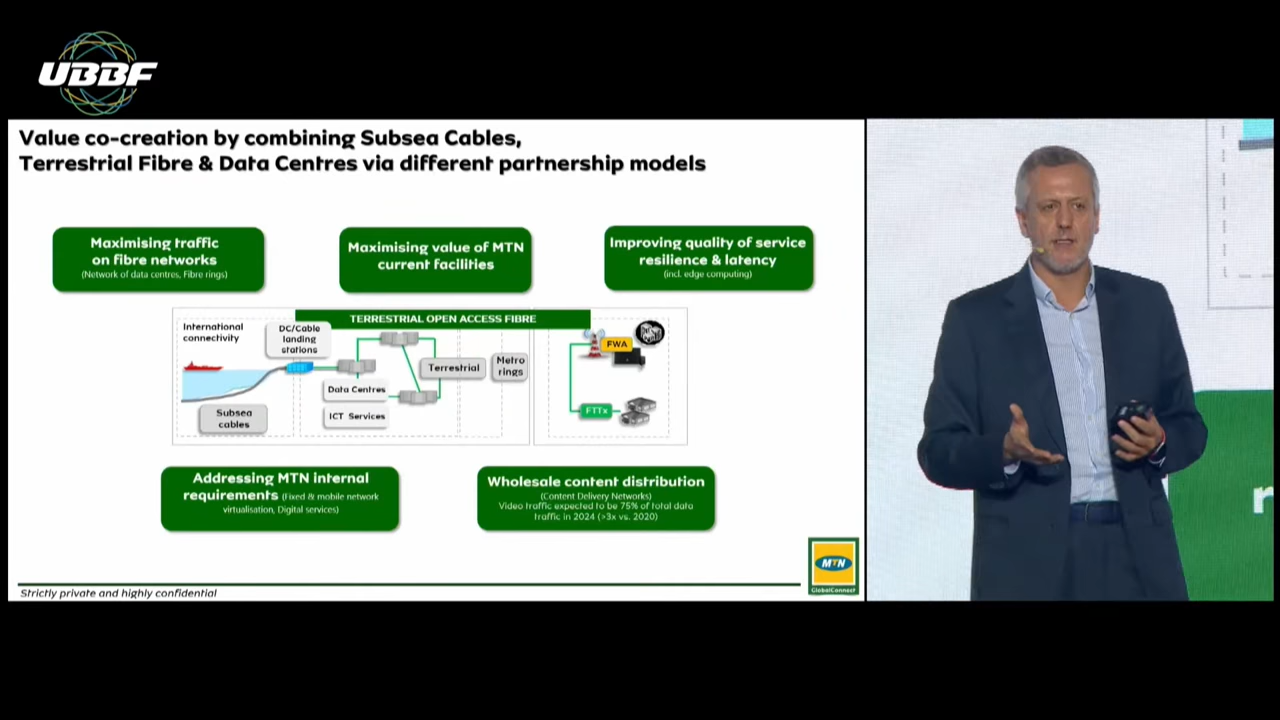 UBBF
Value co-creation by combining Subsea Cables,
Terrestrial Fibre & Data Centres via different partnership models
Maximising traffic
on fibre networks
(Network of data centres, Fibre rings)
Maximising value of MTN
current facilities
Improving quality of service
resilience & latency
(incl. edge computing)
TERRESTRIAL OPEN ACCESS FIBRE
International
connectivity
DC/Cable
landing
stations
FWA
Terrestrial
Metro
rings
Data Centres
Subsea
cables
ICT Services
FTTx
Addressing MTN internal
requirements (Fixed & mobile network
virtualisation, Digital services)
Wholesale content distribution
(Content Delivery Networks)
Video traffic expected to be 75% of total data
traffic in 2024 (>3x vs. 2020)
MTN
GlobalConnect
Strictly private and highly confidential